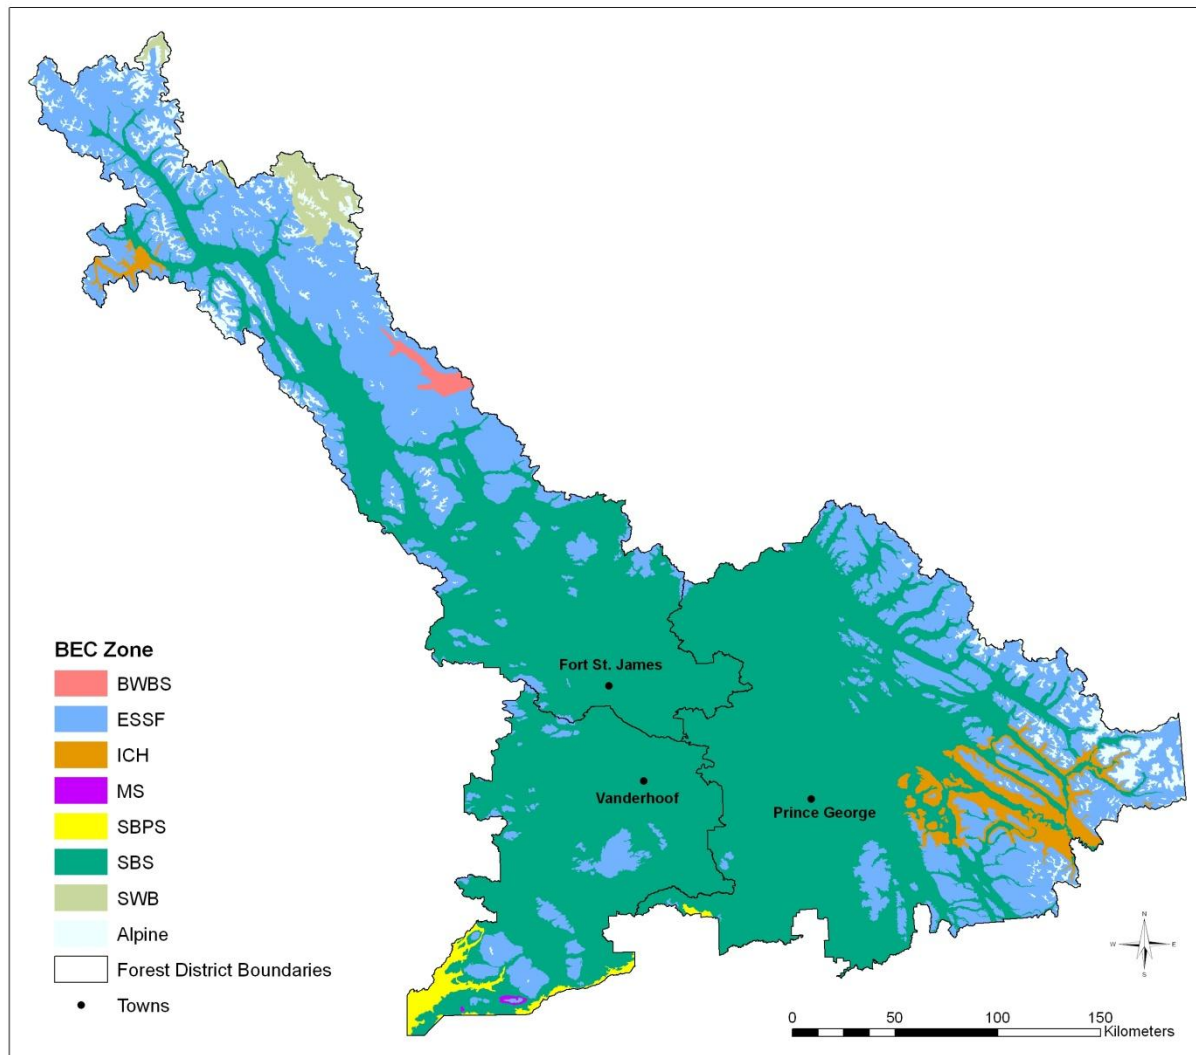 Fort St. James
Vanderhoof
Prince George
BEC Zone
BWBS
ESSF
ICH
MS
SBPS
SBS
SWB
Alpine
Forest District Boundaries
Towns
N
W E
S
0 50 100 150
Kilometers